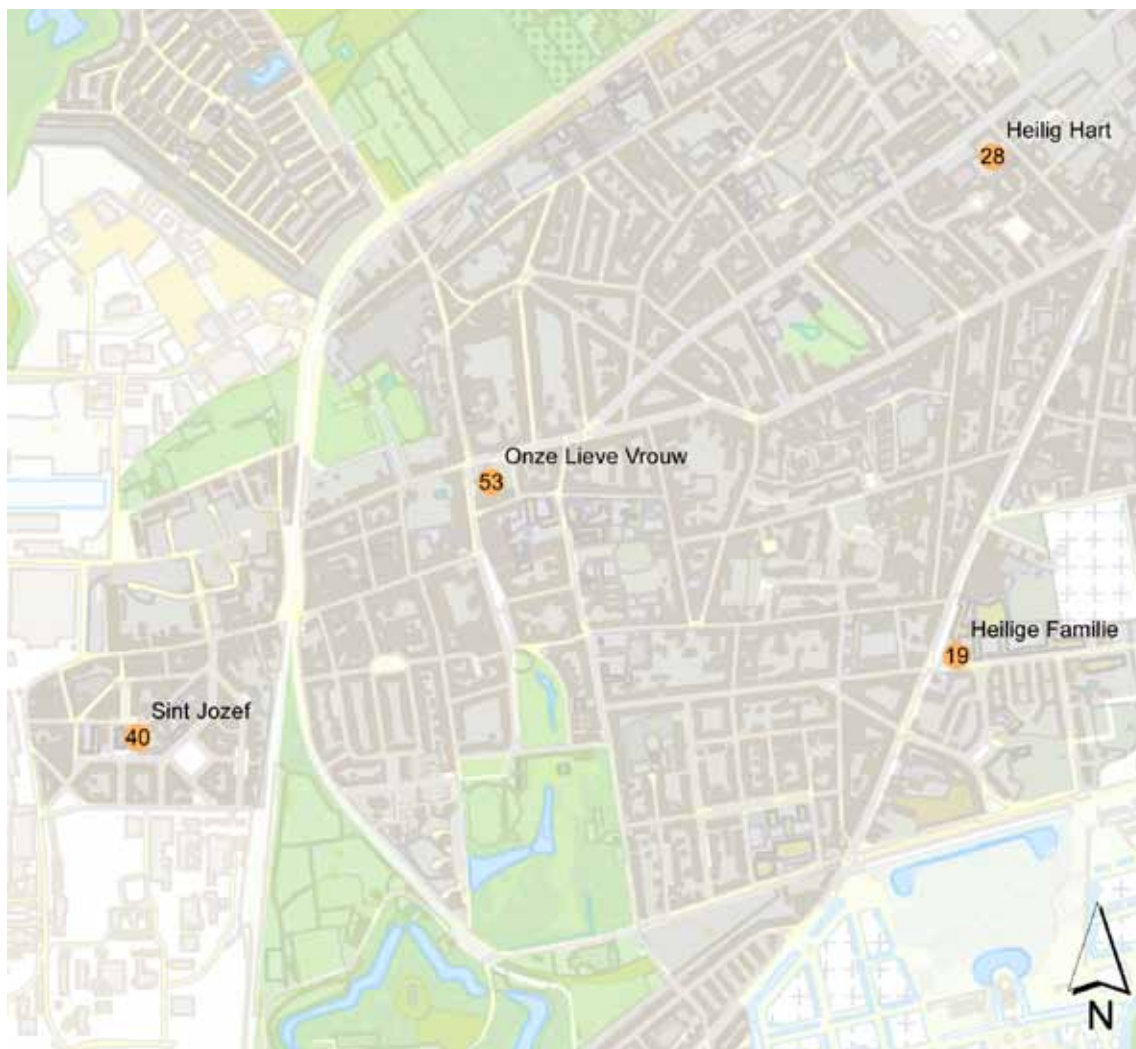 Heilig Hart
28
Onze Lieve Vrouw
53
Heilige Familie
19
Sint Jozef
40
N